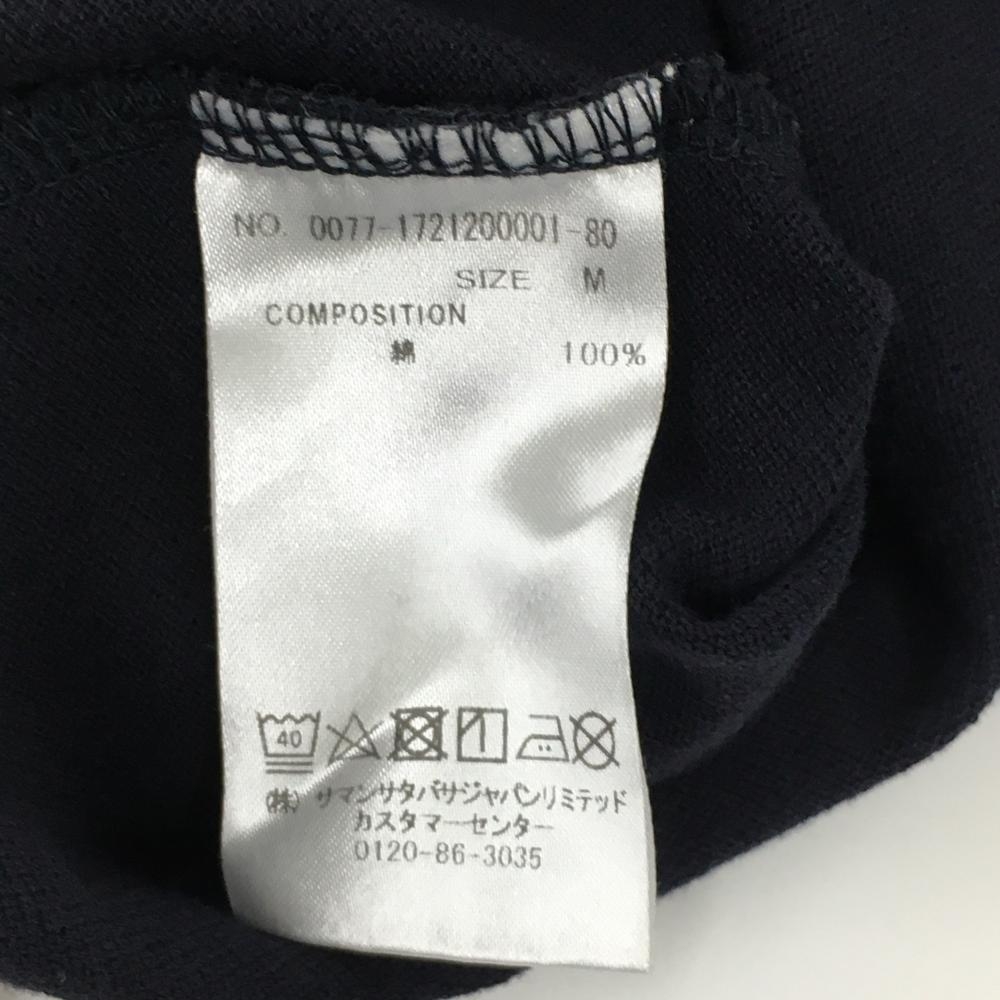 NO. 0077-1721200001-80
SIZE M
COMPOSITION
綿 100%
40
(株) サマンサタバサジャパンリミテッド
カスタマーセンター
0120-86-3035